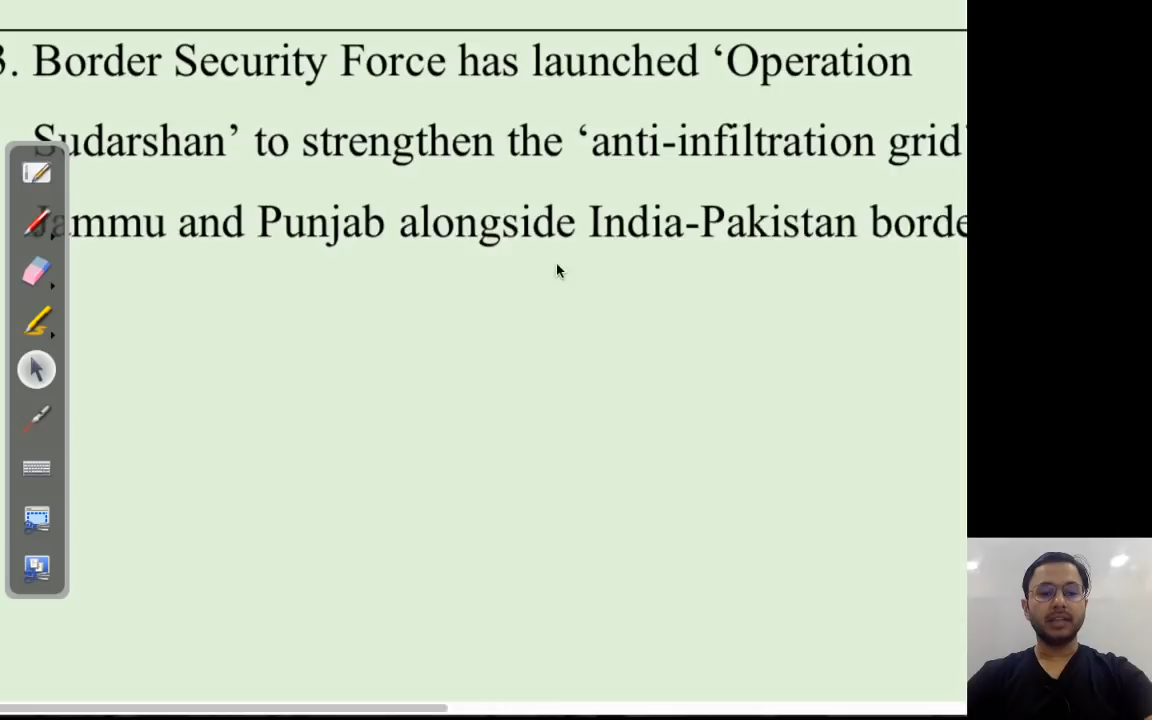 3. Border Security Force has launched ‘Operation
Sudarshan’ to strengthen the ‘anti-infiltration grid’
Jammu and Punjab alongside India-Pakistan borde